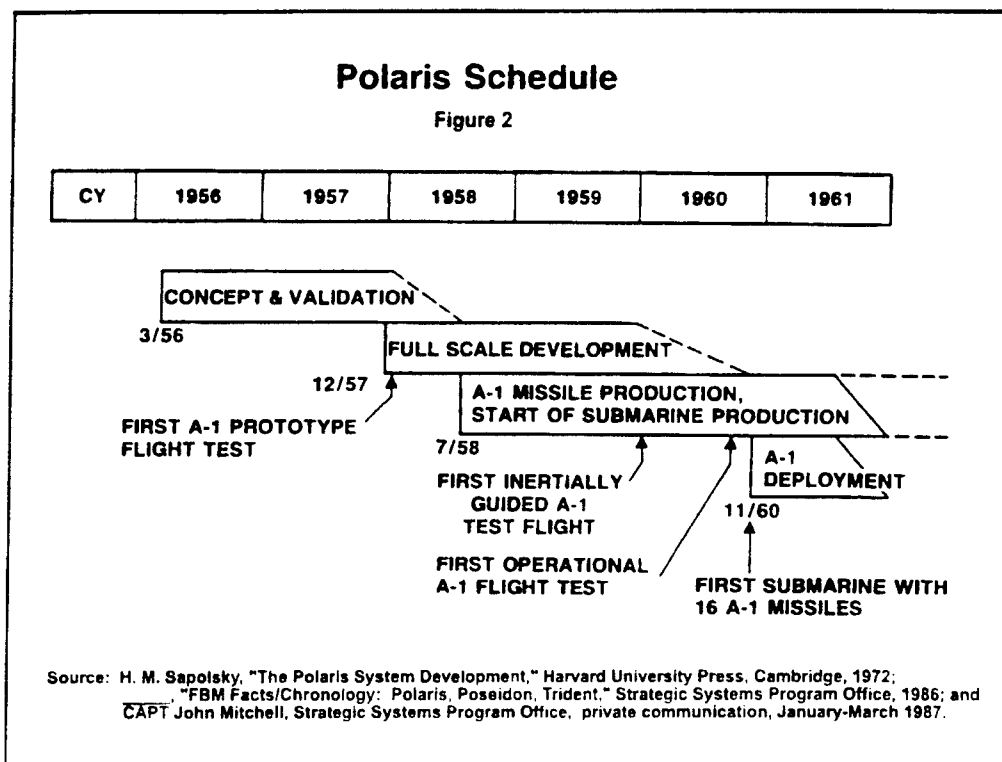 Polaris Schedule
Figure 2
CY 1956 1957 1958 1959 1960 1961
CONCEPT & VALIDATION
3/56
FULL SCALE DEVELOPMENT
12/57
A-1 MISSILE PRODUCTION,
START OF SUBMARINE PRODUCTION
FIRST A-1 PROTOTYPE
FLIGHT TEST
7/58
A-1
DEPLOYMENT
FIRST INERTIALLY
GUIDED A-1
TEST FLIGHT
11/60
FIRST OPERATIONAL
A-1 FLIGHT TEST
FIRST SUBMARINE WITH
16 A-1 MISSILES
Source: H. M. Sapolsky, "The Polaris System Development," Harvard University Press, Cambridge, 1972;
____, "FBM Facts/Chronology: Polaris, Poseidon, Trident," Strategic Systems Program Office, 1986; and
CAPT John Mitchell, Strategic Systems Program Office, private communication, January-March 1987.